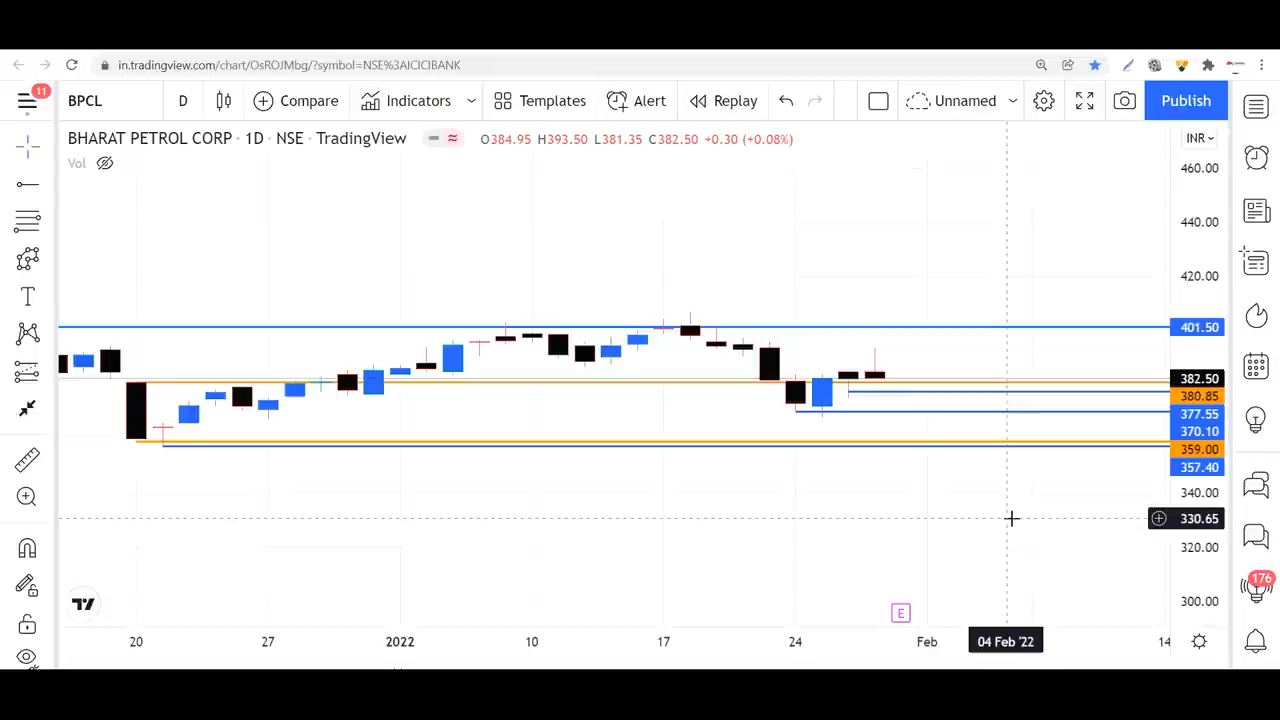 in.tradingview.com/chart/OsROJMbg/?symbol=NSE%3AICICIBANK
11
BPCL
D
Compare
Indicators
Templates
Alert
Replay
Unnamed
Publish
BHARAT PETROL CORP · 1D · NSE · TradingView
O384.95 H393.50 L381.35 C382.50 +0.30 (+0.08%)
INR
Vol
460.00
440.00
420.00
401.50
382.50
380.85
377.55
370.10
359.00
357.40
340.00
330.65
320.00
300.00
176
E
20 27 2022 10 17 24 Feb 04 Feb '22 14